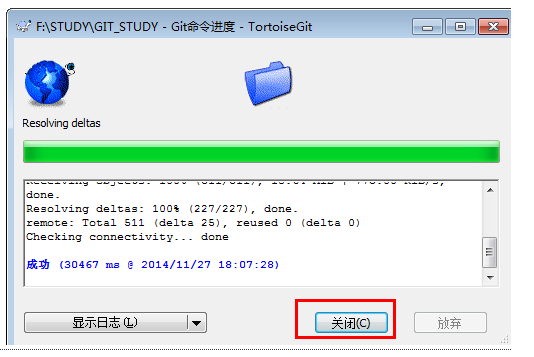 F:\STUDY\GIT_STUDY - Git命令进度 - TortoiseGit
Resolving deltas
done.
Resolving deltas: 100% (227/227), done.
remote: Total 511 (delta 25), reused 0 (delta 0)
Checking connectivity... done
成功 (30467 ms @ 2014/11/27 18:07:28)
显示日志(L)
关闭(C)
放弃